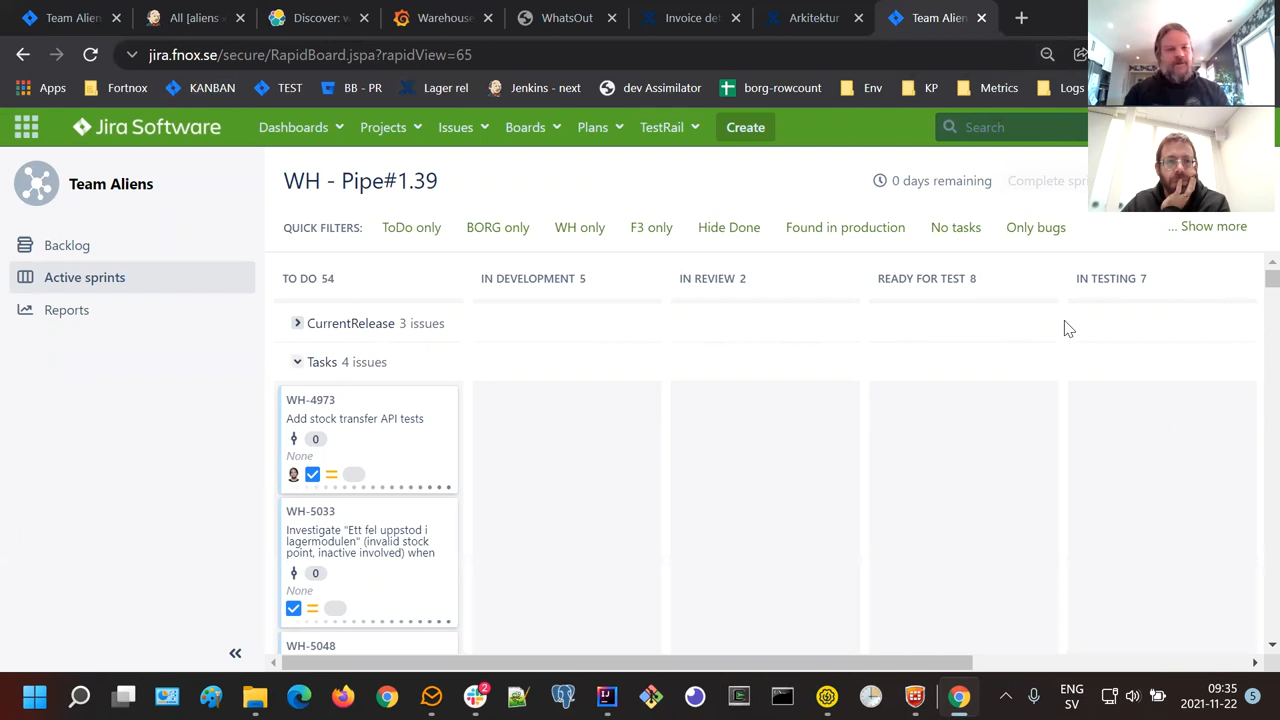 Team Alien
All [aliens
Discover: w
Warehouse
WhatsOut
Invoice det
Arkitektur
Team Alien
jira.fnox.se/secure/RapidBoard.jspa?rapidView=65
Apps
Fortnox
KANBAN
TEST
BB - PR
Lager rel
Jenkins - next
dev Assimilator
borg-rowcount
Env
KP
Metrics
Logs
Jira Software
Dashboards
Projects
Issues
Boards
Plans
TestRail
Create
Search
Team Aliens
Backlog
Active sprints
Reports
WH - Pipe#1.39
0 days remaining
Complete spri
QUICK FILTERS:
ToDo only
BORG only
WH only
F3 only
Hide Done
Found in production
No tasks
Only bugs
... Show more
TO DO 54
IN DEVELOPMENT 5
IN REVIEW 2
READY FOR TEST 8
IN TESTING 7
CurrentRelease 3 issues
Tasks 4 issues
WH-4973
Add stock transfer API tests
0
None
WH-5033
Investigate "Ett fel uppstod i
lagermodulen" (invalid stock
point, inactive involved) when
0
None
WH-5048
2
ENG
SV
09:35
2021-11-22
5